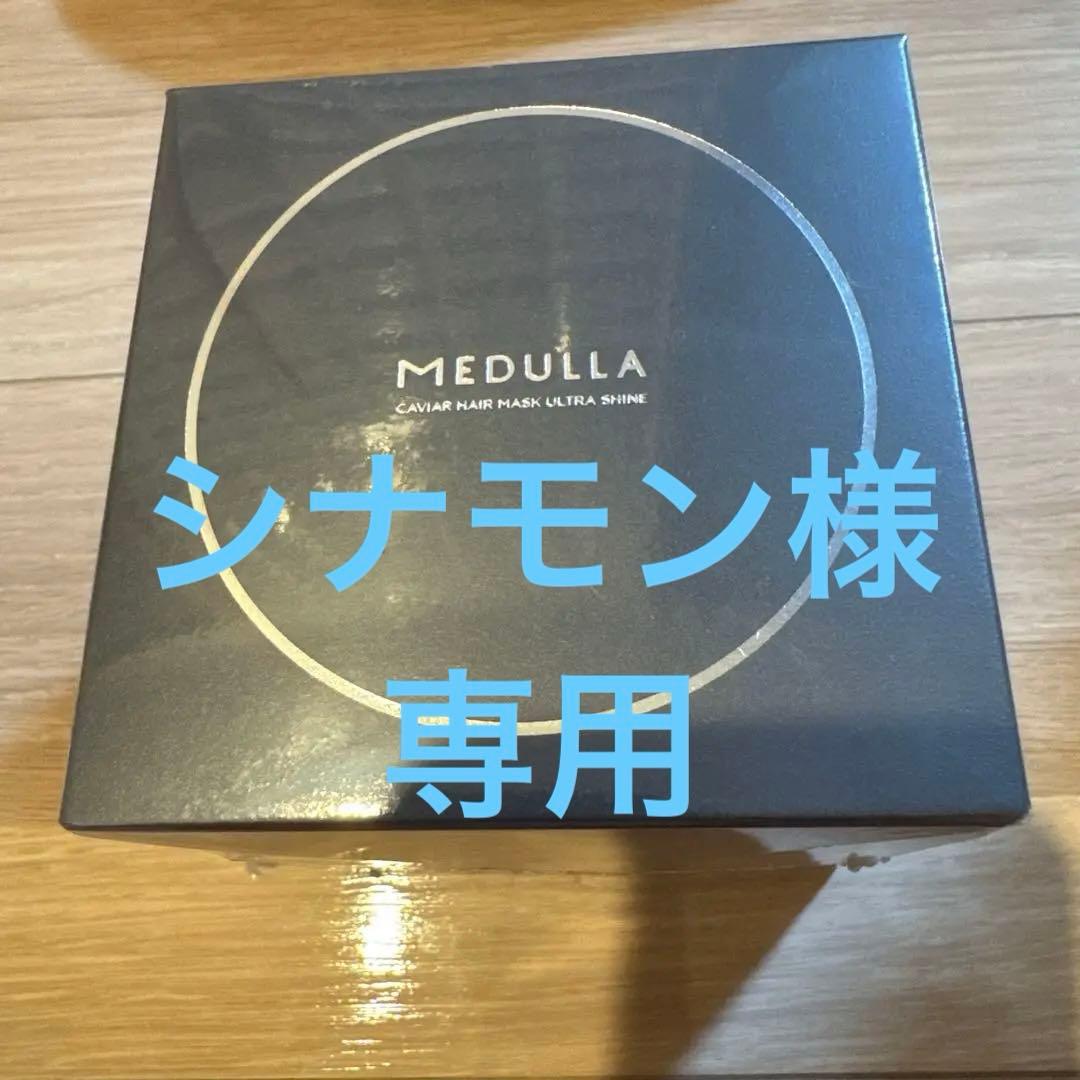 MEDULLA
CAVIAR HAIR MASK ULTRA SHINE
シナモン様
専用